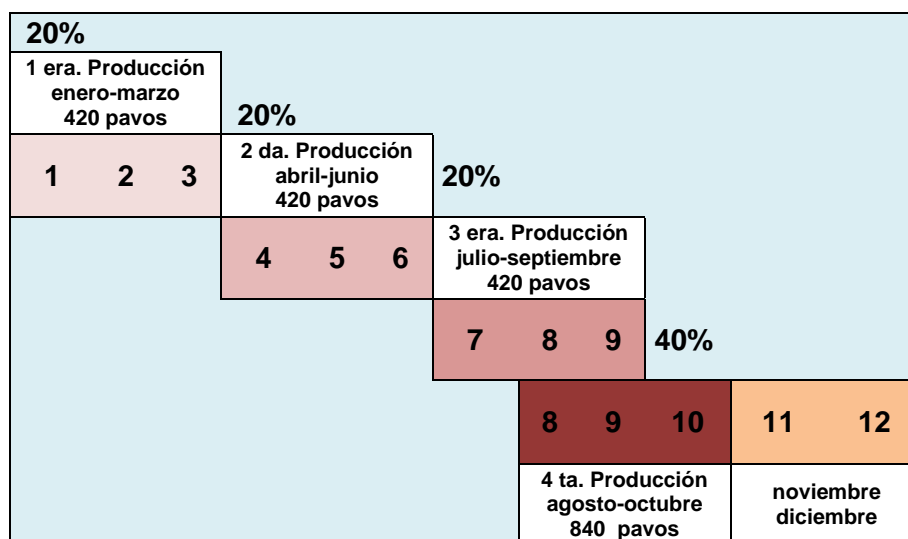 20%
1 era. Producción
enero-marzo
420 pavos
20%
1 2 3
2 da. Producción
abril-junio
420 pavos
20%
4 5 6
3 era. Producción
julio-septiembre
420 pavos
7 8 9
40%
8 9 10
11 12
4 ta. Producción
agosto-octubre
840 pavos
noviembre
diciembre